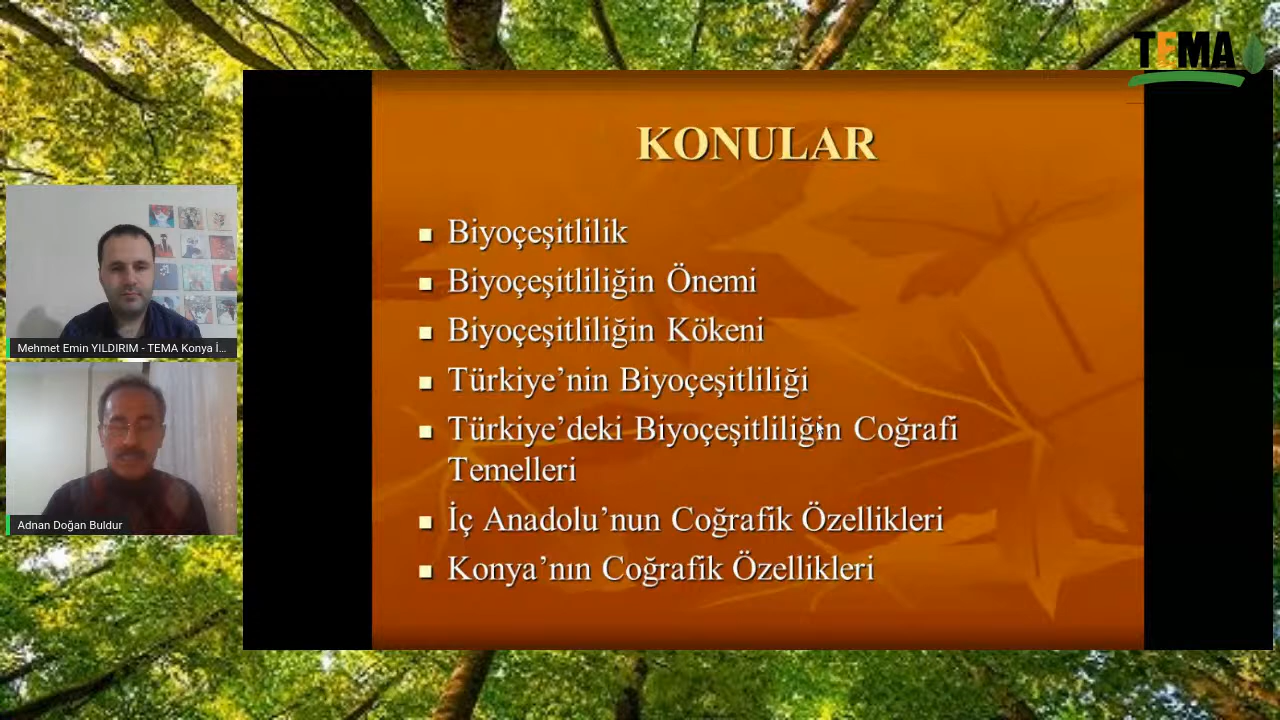 TEMA
KONULAR
Biyoçeşitlilik
Biyoçeşitliliğin Önemi
Biyoçeşitliliğin Kökeni
Türkiye’nin Biyoçeşitliliği
Türkiye’deki Biyoçeşitliliğin Coğrafi
Temelleri
İç Anadolu’nun Coğrafik Özellikleri
Konya’nın Coğrafik Özellikleri
Mehmet Emin YILDIRIM - TEMA Konya İ...
Adnan Doğan Buldur